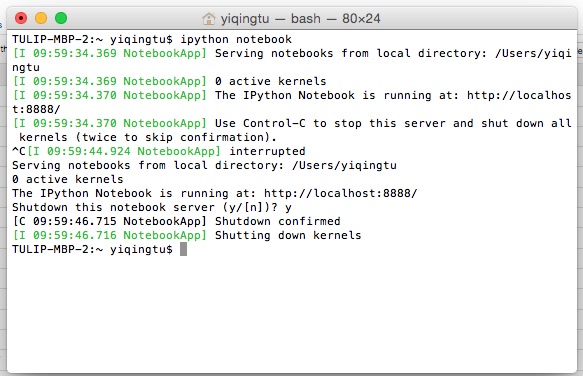 yiqingtu — bash — 80×24
TULIP-MBP-2:~ yiqingtu$ ipython notebook
[I 09:59:34.369 NotebookApp] Serving notebooks from local directory: /Users/yiqi
ngtu
[I 09:59:34.369 NotebookApp] 0 active kernels
[I 09:59:34.370 NotebookApp] The IPython Notebook is running at: http://localhos
t:8888/
[I 09:59:34.370 NotebookApp] Use Control-C to stop this server and shut down all
 kernels (twice to skip confirmation).
^C[I 09:59:44.924 NotebookApp] interrupted
Serving notebooks from local directory: /Users/yiqingtu
0 active kernels
The IPython Notebook is running at: http://localhost:8888/
Shutdown this notebook server (y/[n])? y
[C 09:59:46.715 NotebookApp] Shutdown confirmed
[I 09:59:46.716 NotebookApp] Shutting down kernels
TULIP-MBP-2:~ yiqingtu$